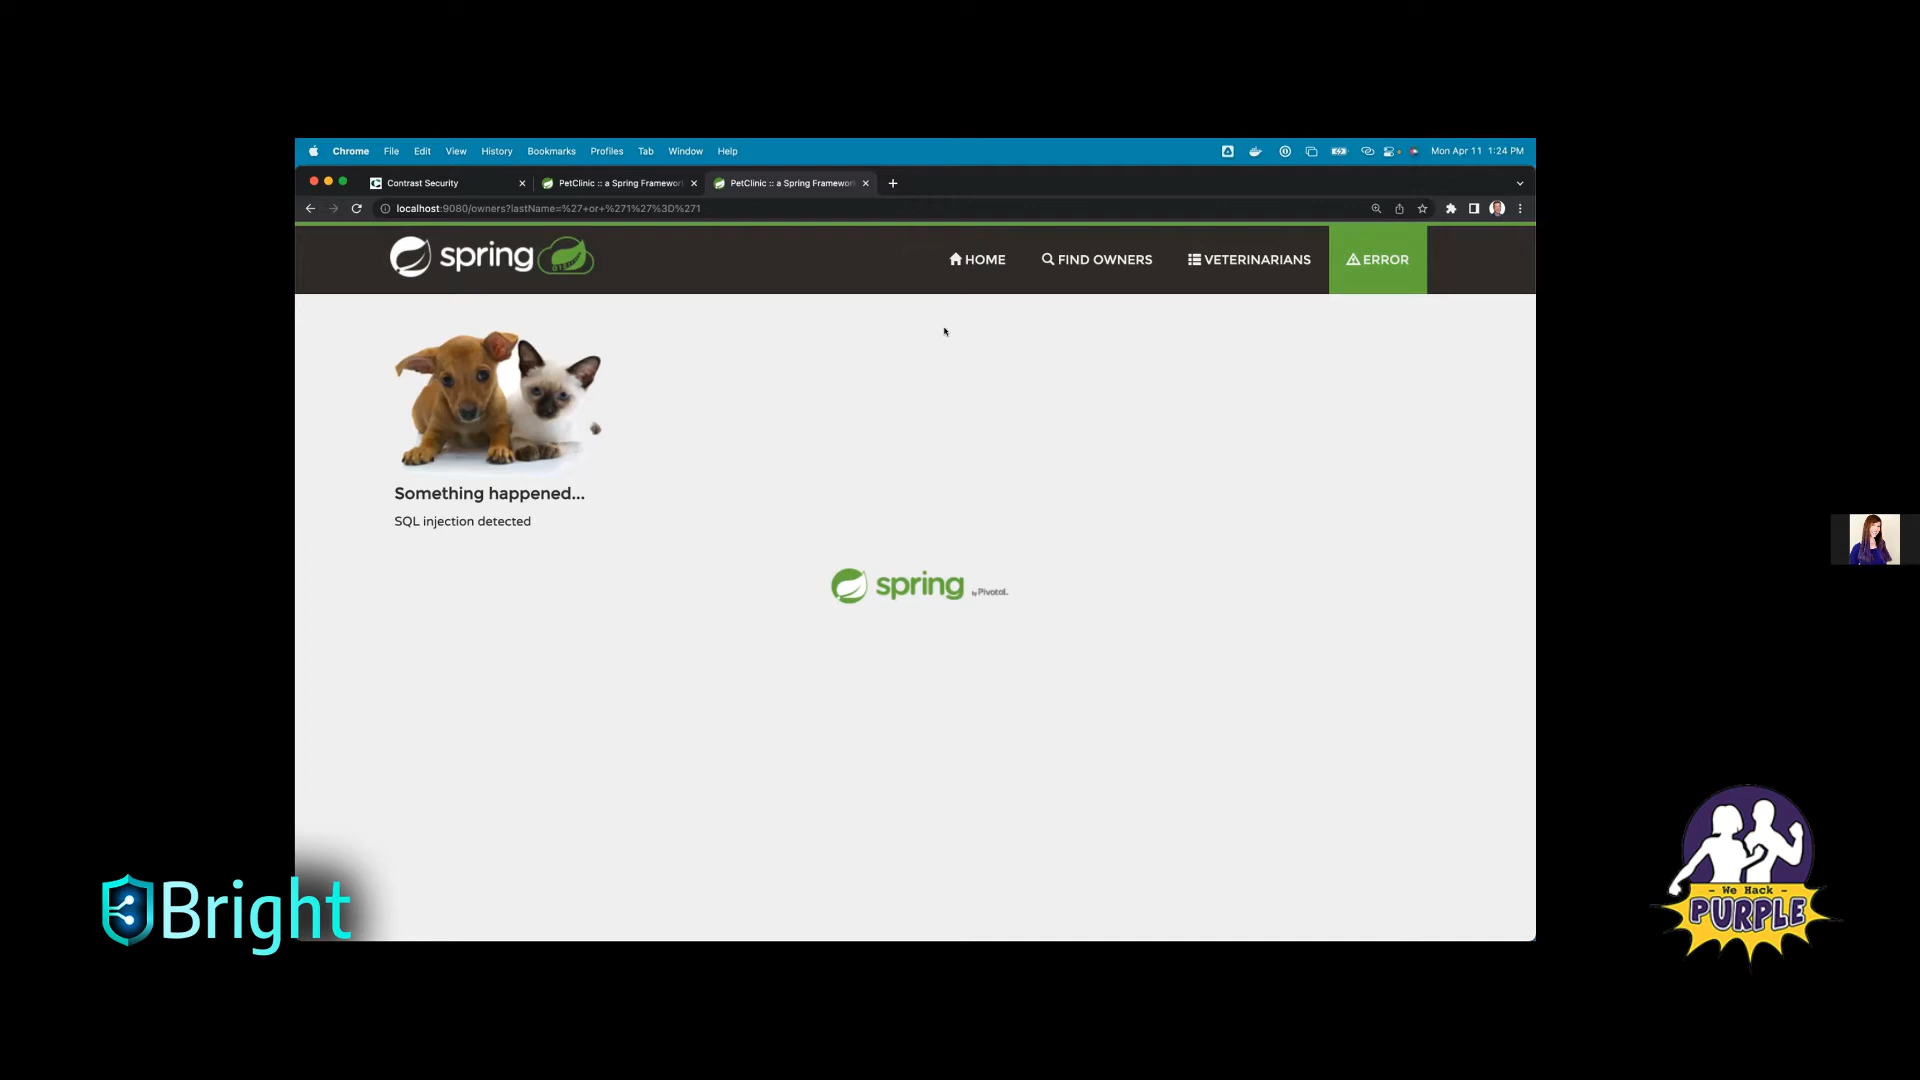 Chrome File Edit View History Bookmarks Profiles Tab Window Help Mon Apr 11 1:24 PM
Contrast Security PetClinic :: a Spring Framework PetClinic :: a Spring Framework
localhost:9080/owners?lastName=%27+or+%271%27%3D%271
spring HOME FIND OWNERS VETERINARIANS ERROR
Something happened...
SQL injection detected
spring by Pivotal
Bright
- We Hack -
PURPLE